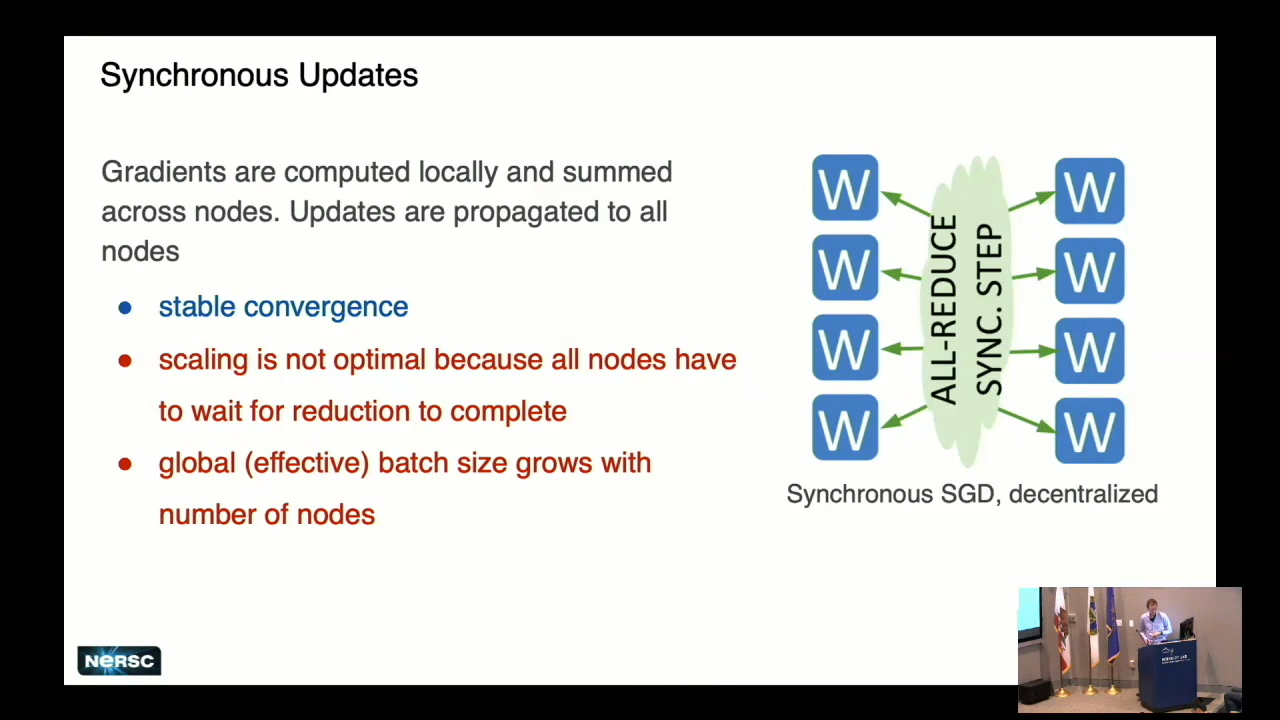 Synchronous Updates
Gradients are computed locally and summed
across nodes. Updates are propagated to all
nodes
● stable convergence
● scaling is not optimal because all nodes have
to wait for reduction to complete
● global (effective) batch size grows with
number of nodes
W W
W W
W W
W W
ALL-REDUCE
SYNC. STEP
Synchronous SGD, decentralized
NERSC
BERKELEY LAB